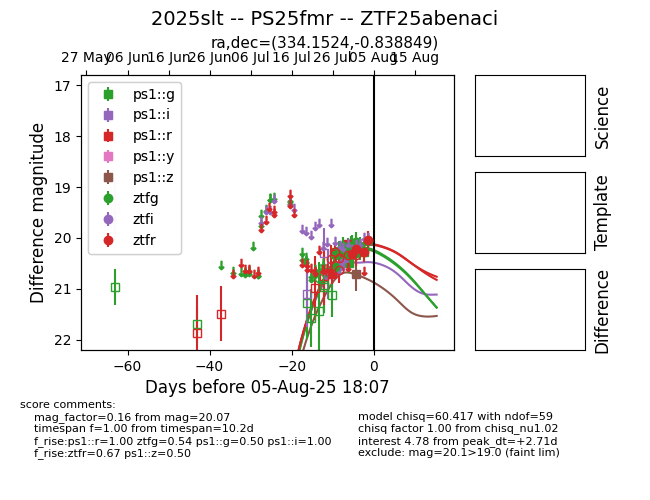 2025slt -- PS25fmr -- ZTF25abenaci
ra,dec=(334.1524,-0.838849)
27 May 06 Jun 16 Jun 26 Jun 06 Jul 16 Jul 26 Jul 05 Aug 15 Aug
17
18
19
20
21
22
Difference magnitude
ps1::g
ps1::i
ps1::r
ps1::y
ps1::z
ztfg
ztfi
ztfr
−60 −40 −20 0
Days before 05-Aug-25 18:07
Science
Template
Difference
score comments:
mag_factor=0.16 from mag=20.07
timespan f=1.00 from timespan=10.2d
f_rise:ps1::r=1.00 ztfg=0.54 ps1::g=0.50 ps1::i=1.00
f_rise:ztfr=0.67 ps1::z=0.50
model chisq=60.417 with ndof=59
chisq factor 1.00 from chisq_nu1.02
interest 4.78 from peak_dt=+2.71d
exclude: mag=20.1>19.0 (faint lim)